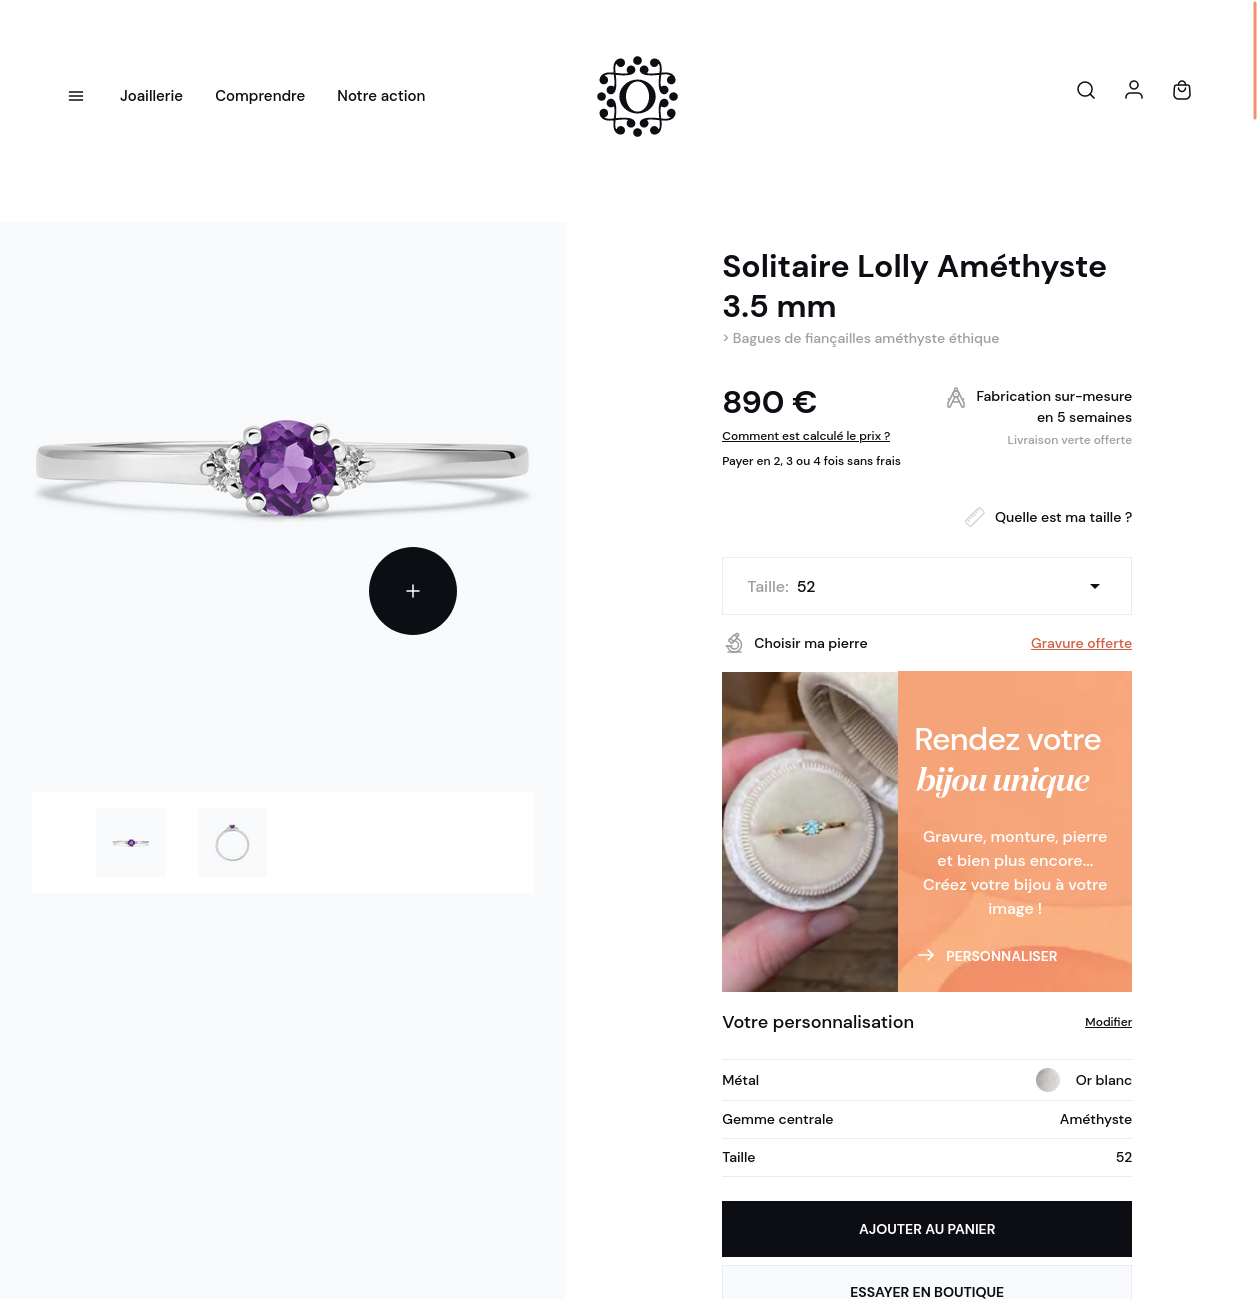 Joaillerie
Comprendre
Notre action
Solitaire Lolly Améthyste
3.5 mm
> Bagues de fiançailles améthyste éthique
890 €
Comment est calculé le prix ?
Payer en 2, 3 ou 4 fois sans frais
Fabrication sur-mesure
en 5 semaines
Livraison verte offerte
Quelle est ma taille ?
Taille: 52
Choisir ma pierre
Gravure offerte
Rendez votre
bijou unique
Gravure, monture, pierre
et bien plus encore...
Créez votre bijou à votre
image !
PERSONNALISER
Votre personnalisation
Modifier
Métal
Or blanc
Gemme centrale
Améthyste
Taille
52
AJOUTER AU PANIER
ESSAYER EN BOUTIQUE